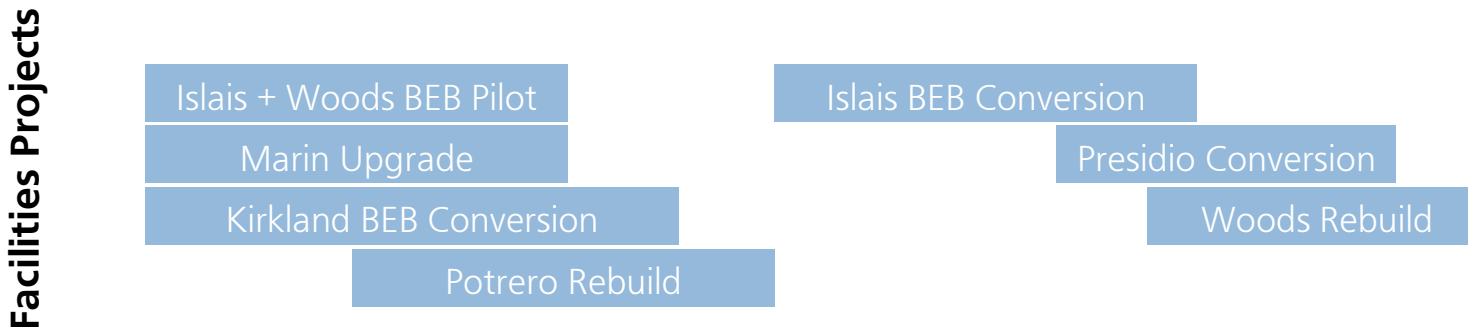 Facilities Projects
Islais + Woods BEB Pilot
Islais BEB Conversion
Marin Upgrade
Presidio Conversion
Kirkland BEB Conversion
Woods Rebuild
Potrero Rebuild